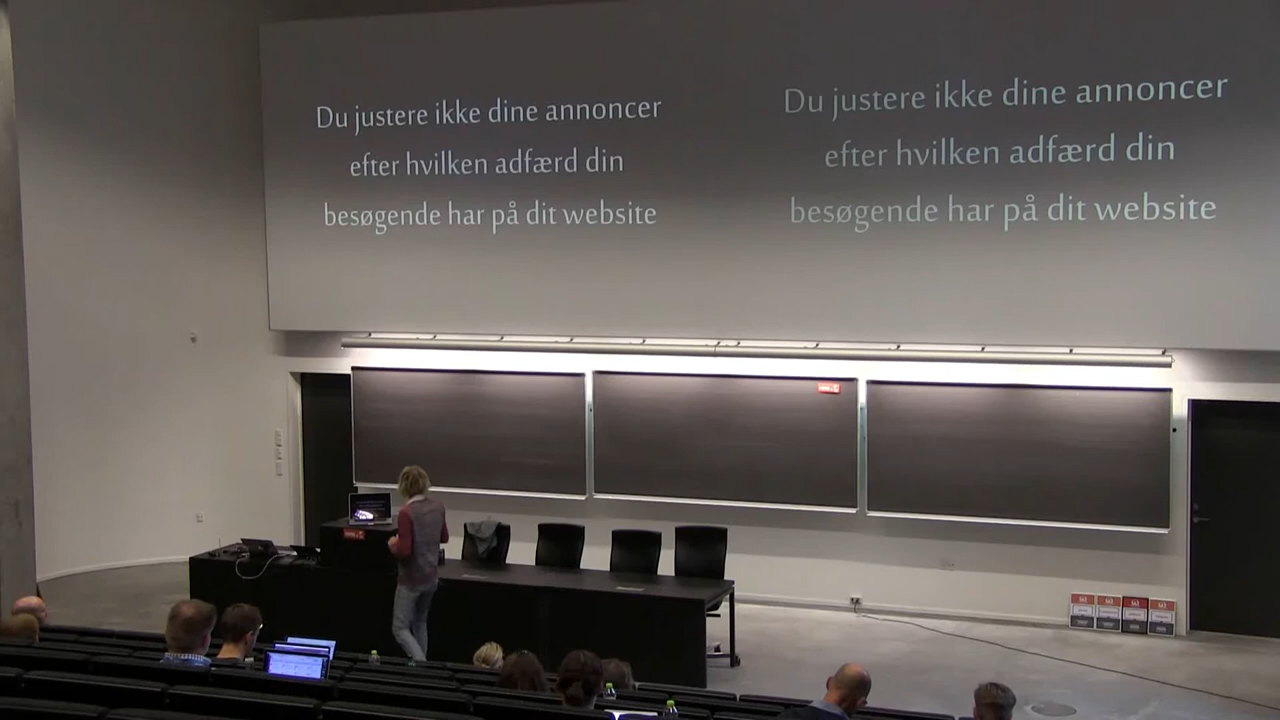 Du justere ikke dine annoncer
efter hvilken adfærd din
besøgende har på dit website
Du justere ikke dine annoncer
efter hvilken adfærd din
besøgende har på dit website